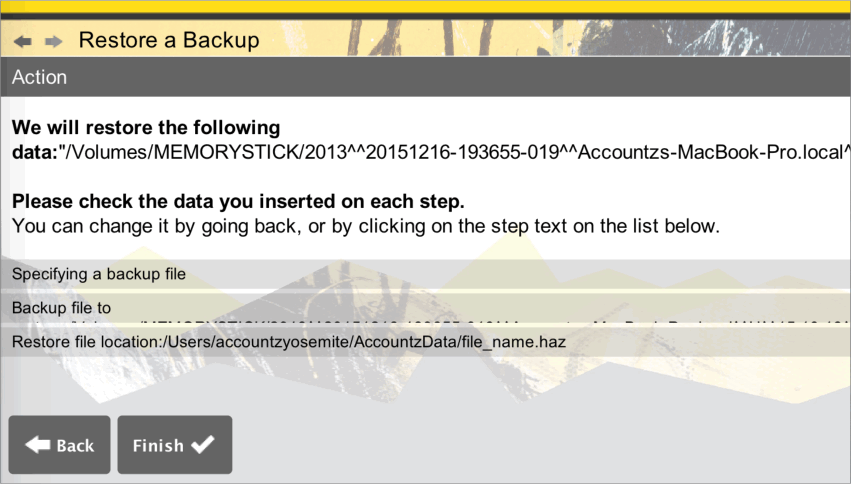 Restore a Backup
Action
We will restore the following
data:"/Volumes/MEMORYSTICK/2013^^20151216-193655-019^^Accountzs-MacBook-Pro.local^
Please check the data you inserted on each step.
You can change it by going back, or by clicking on the step text on the list below.
Specifying a backup file
Backup file to
Restore file location:/Users/accountzyosemite/AccountzData/file_name.haz
Back
Finish